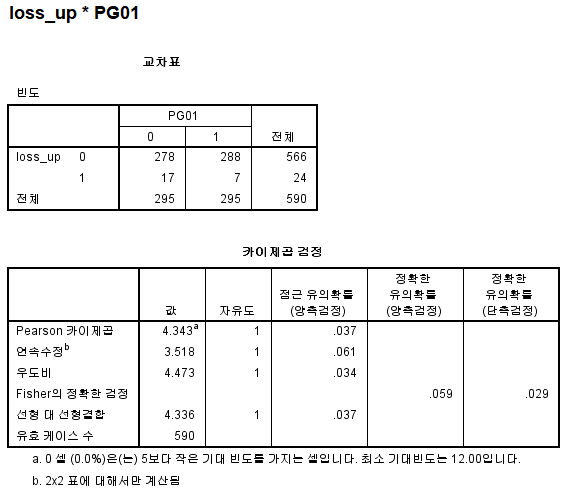 loss_up * PG01
교차표
빈도
PG01
0 1 전체
loss_up 0 278 288 566
1 17 7 24
전체 295 295 590
카이제곱 검정
값 자유도 점근 유의확률 (양측검정) 정확한 유의확률 (양측검정) 정확한 유의확률 (단측검정)
Pearson 카이제곱 4.343a 1 .037
연속수정b 3.518 1 .061
우도비 4.473 1 .034
Fisher의 정확한 검정 .059 .029
선형 대 선형결합 4.336 1 .037
유효 케이스 수 590
a. 0 셀 (0.0%)은(는) 5보다 작은 기대 빈도를 가지는 셀입니다. 최소 기대빈도는 12.00입니다.
b. 2x2 표에 대해서만 계산됨